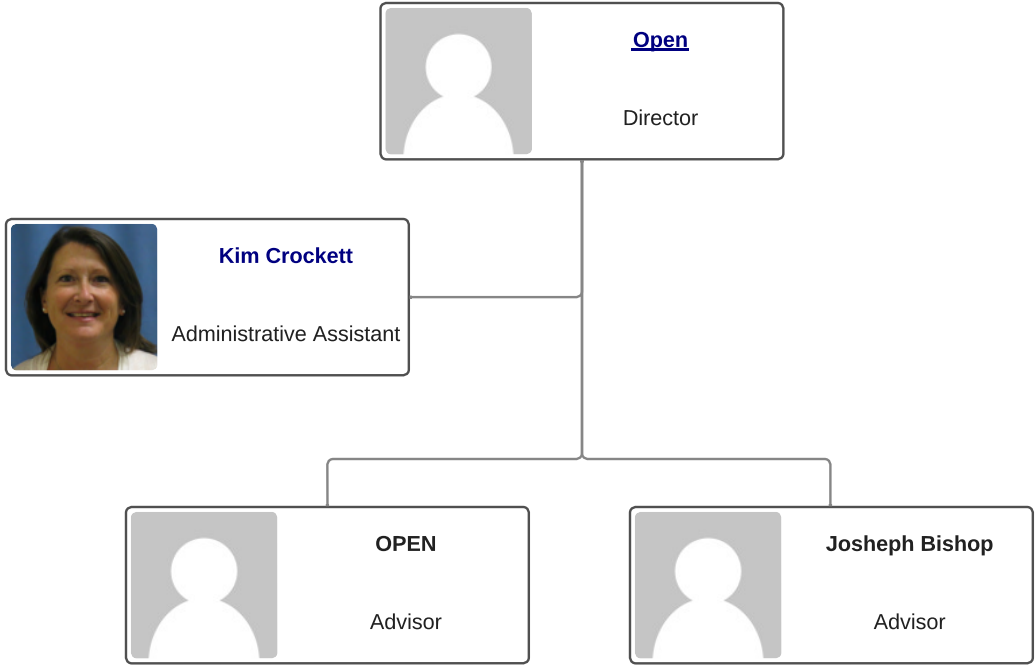 Open
Director
Kim Crockett
Administrative Assistant
OPEN
Advisor
Josheph Bishop
Advisor